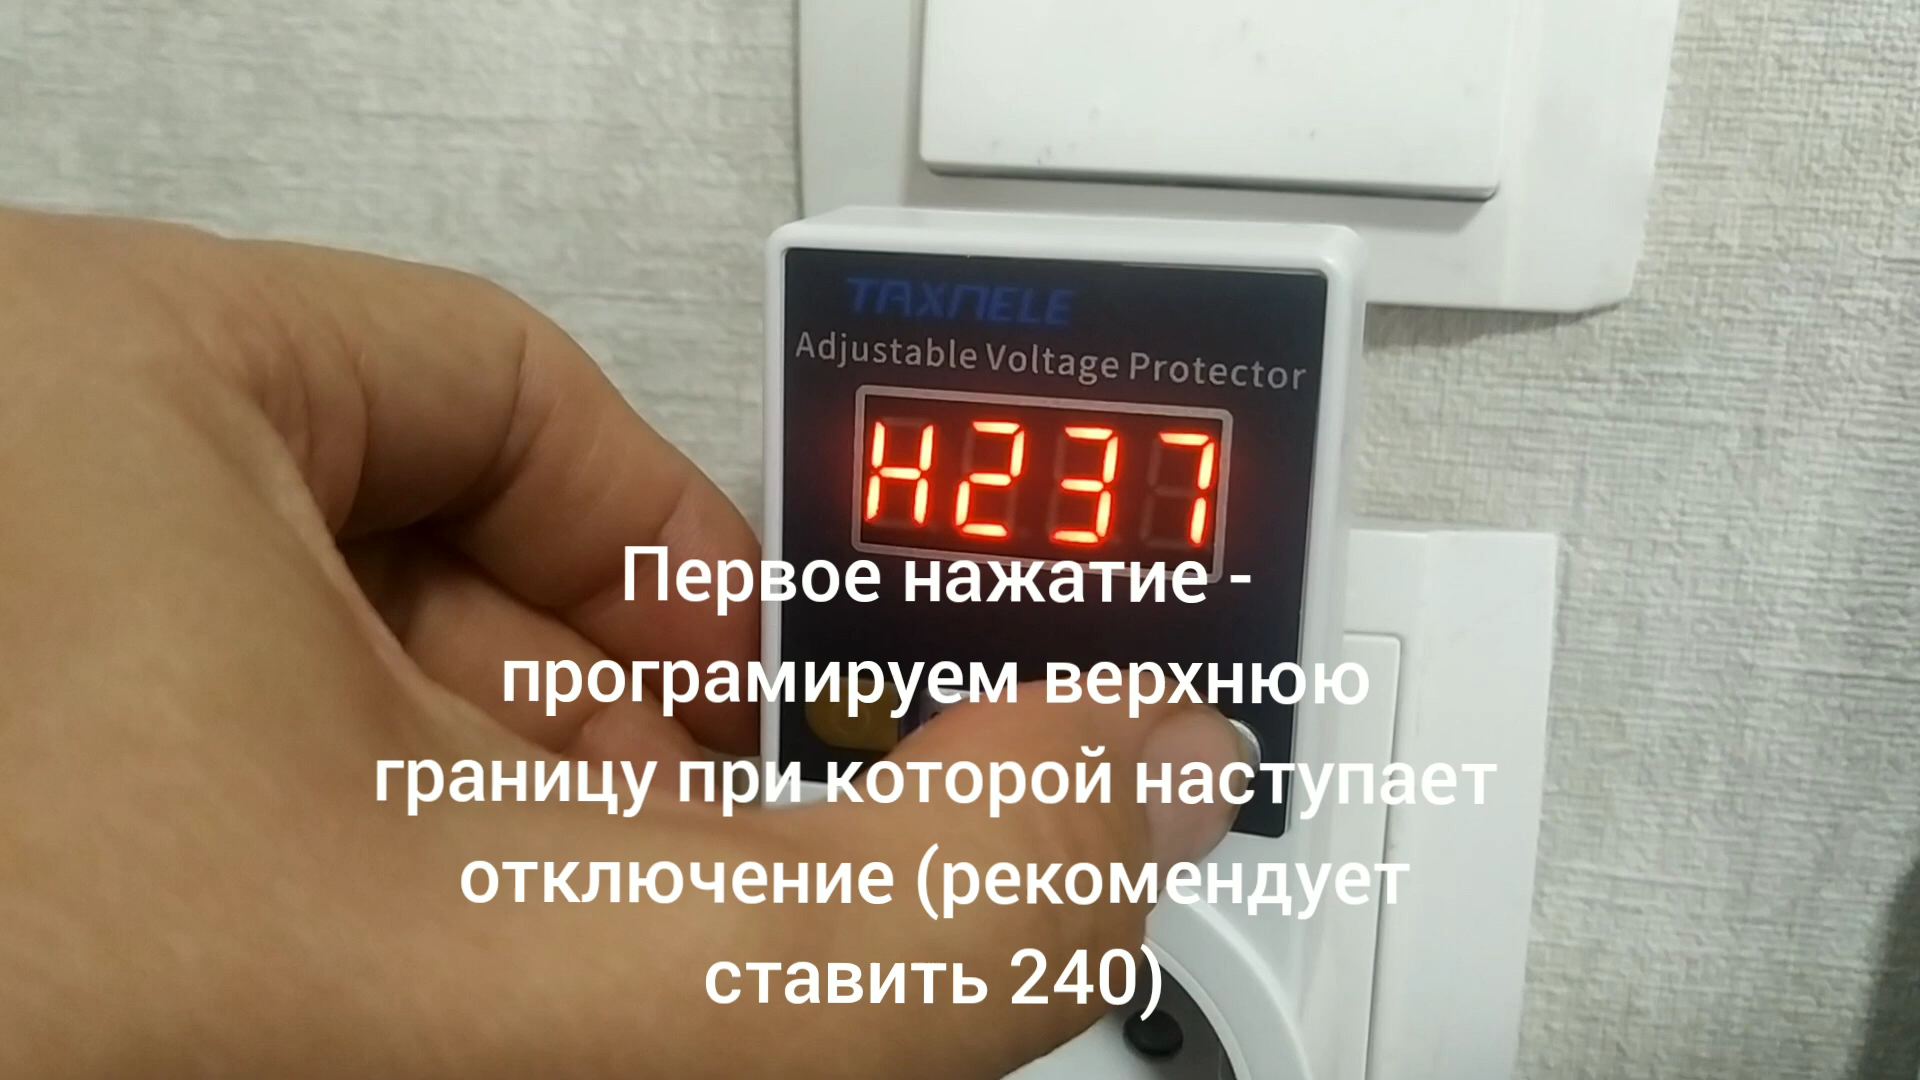 TAXNELE
Adjustable Voltage Protector
H237
Первое нажатие -
програмируем верхнюю
границу при которой наступает
отключение (рекомендует
ставить 240)